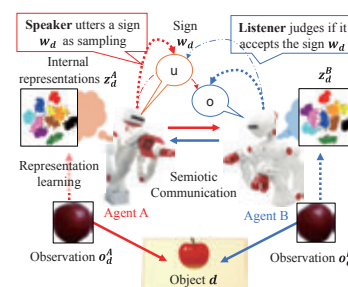 Speaker utters a sign
w_d as sampling
Sign
w_d
Listener judges if it
accepts the sign w_d
Internal
representations z_d^A
z_d^B
u
o
Representation
learning
Semiotic
Communication
Agent A
Agent B
Observation o_d^A
Object d
Observation